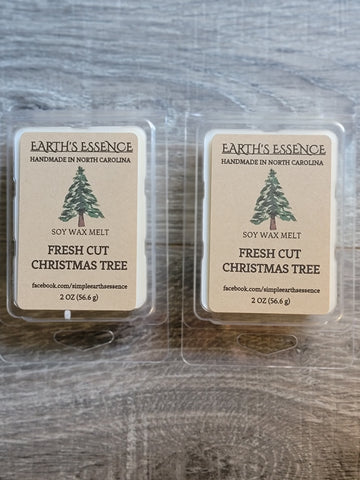 EARTH'S ESSENCE
HANDMADE IN NORTH CAROLINA
SOY WAX MELT
FRESH CUT
CHRISTMAS TREE
facebook.com/simpleearthsessence
2 OZ (56.6 g)
EARTH'S ESSENCE
HANDMADE IN NORTH CAROLINA
SOY WAX MELT
FRESH CUT
CHRISTMAS TREE
facebook.com/simpleearthsessence
2 OZ (56.6 g)